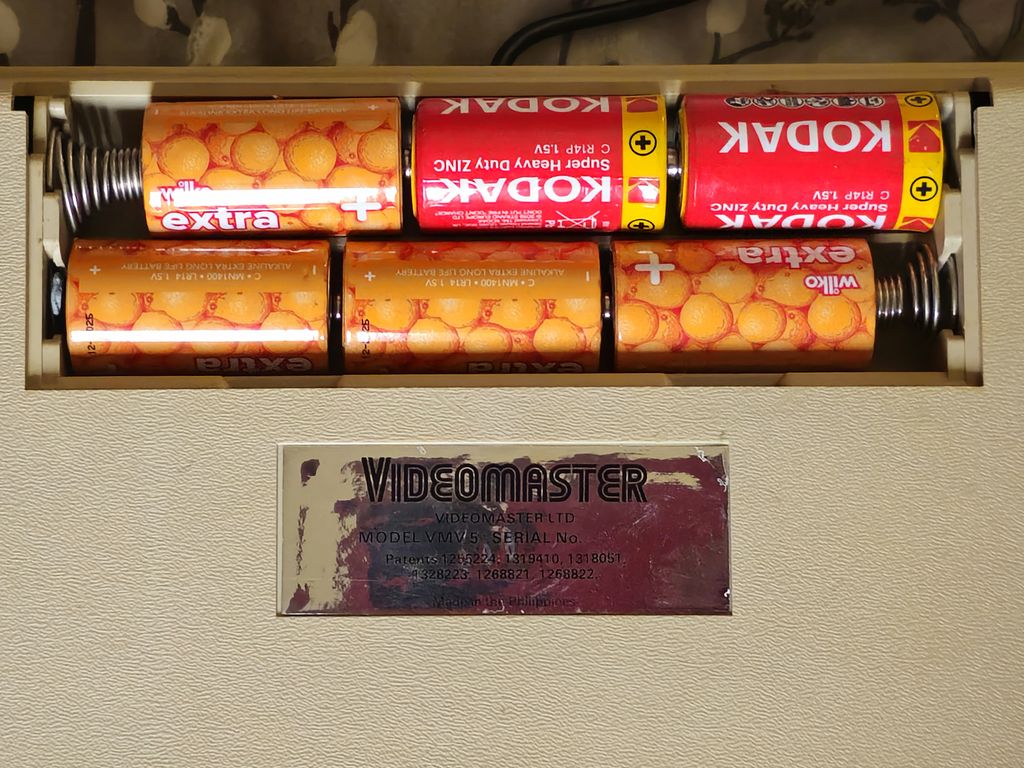 wilko
extra
+
KODAK
Super Heavy Duty ZINC
C R14P 1.5V
KODAK
KODAK
C R14P 1.5V
Super Heavy Duty ZINC
KODAK
ALKALINE EXTRA LONG LIFE BATTERY
C • MN1400 • LR14 1.5V
extra
ALKALINE EXTRA LONG LIFE BATTERY
C • MN1400 • LR14 1.5V
extra
extra
wilko
+
VIDEOMASTER
VIDEOMASTER LTD
MODEL VMV 5 SERIAL No.
Patents 1255224, 1319410, 1318051,
1328223, 1268821, 1268822.
Made in the Philippines